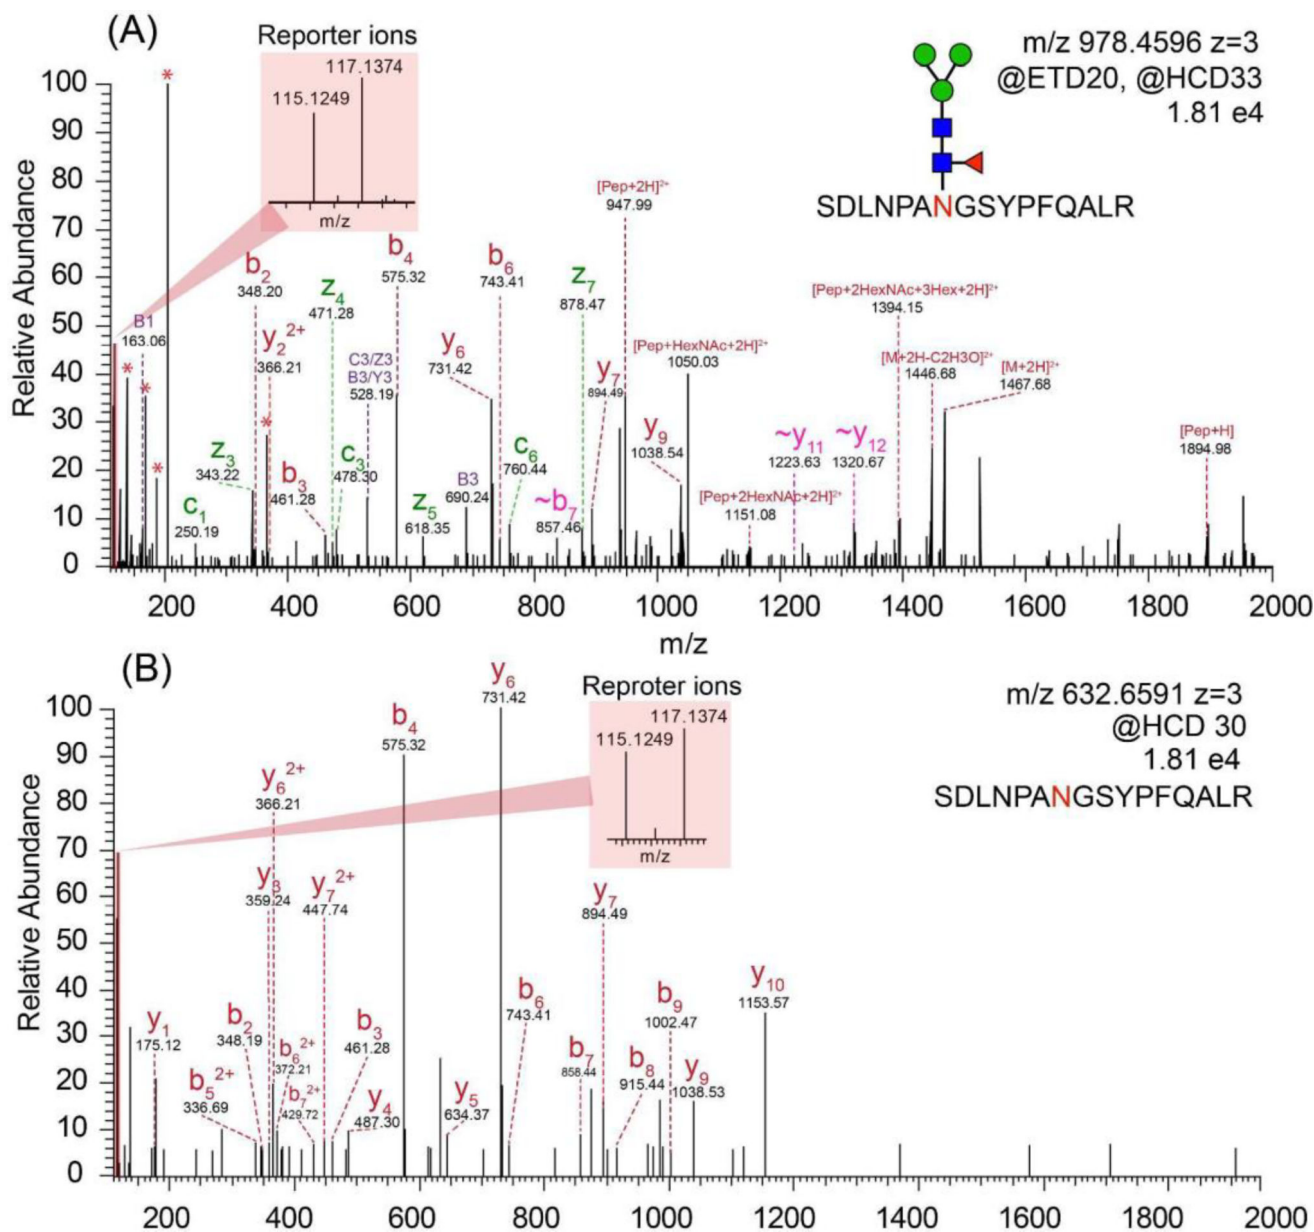 (A)
Reporter ions
117.1374
115.1249
m/z
m/z 978.4596 z=3
@ETD20, @HCD33
1.81 e4
SDLNPANGSYPFQALR
Relative Abundance
100
90
80
70
60
50
40
30
20
10
0
*
*
*
*
*
B1
163.06
b2
348.20
y2 2+
366.21
z3
343.22
c1
250.19
b3
461.28
z4
471.28
c3
478.30
C3/Z3
B3/Y3
528.19
b4
575.32
z5
618.35
B3
690.24
y6
731.42
b6
743.41
c6
760.44
~b7
857.46
z7
878.47
y7
894.49
[Pep+2H]2+
947.99
y9
1038.54
[Pep+HexNAc+2H]2+
1050.03
[Pep+2HexNAc+2H]2+
1151.08
~y11
1223.63
~y12
1320.67
[Pep+2HexNAc+3Hex+2H]2+
1394.15
[M+2H-C2H3O]2+
1446.68
[M+2H]2+
1467.68
[Pep+H]
1894.98
200 400 600 800 1000 1200 1400 1600 1800 2000
m/z
(B)
Reproter ions
117.1374
115.1249
m/z
m/z 632.6591 z=3
@HCD 30
1.81 e4
SDLNPANGSYPFQALR
Relative Abundance
100
90
80
70
60
50
40
30
20
10
0
y1
175.12
b5 2+
336.69
b2
348.19
y3
359.24
y6 2+
366.21
b6 2+
372.21
b7 2+
429.72
y7 2+
447.74
b3
461.28
y4
487.30
b4
575.32
y5
634.37
y6
731.42
b6
743.41
b7
858.44
y7
894.49
b8
915.44
b9
1002.47
y9
1038.53
y10
1153.57
200 400 600 800 1000 1200 1400 1600 1800 2000